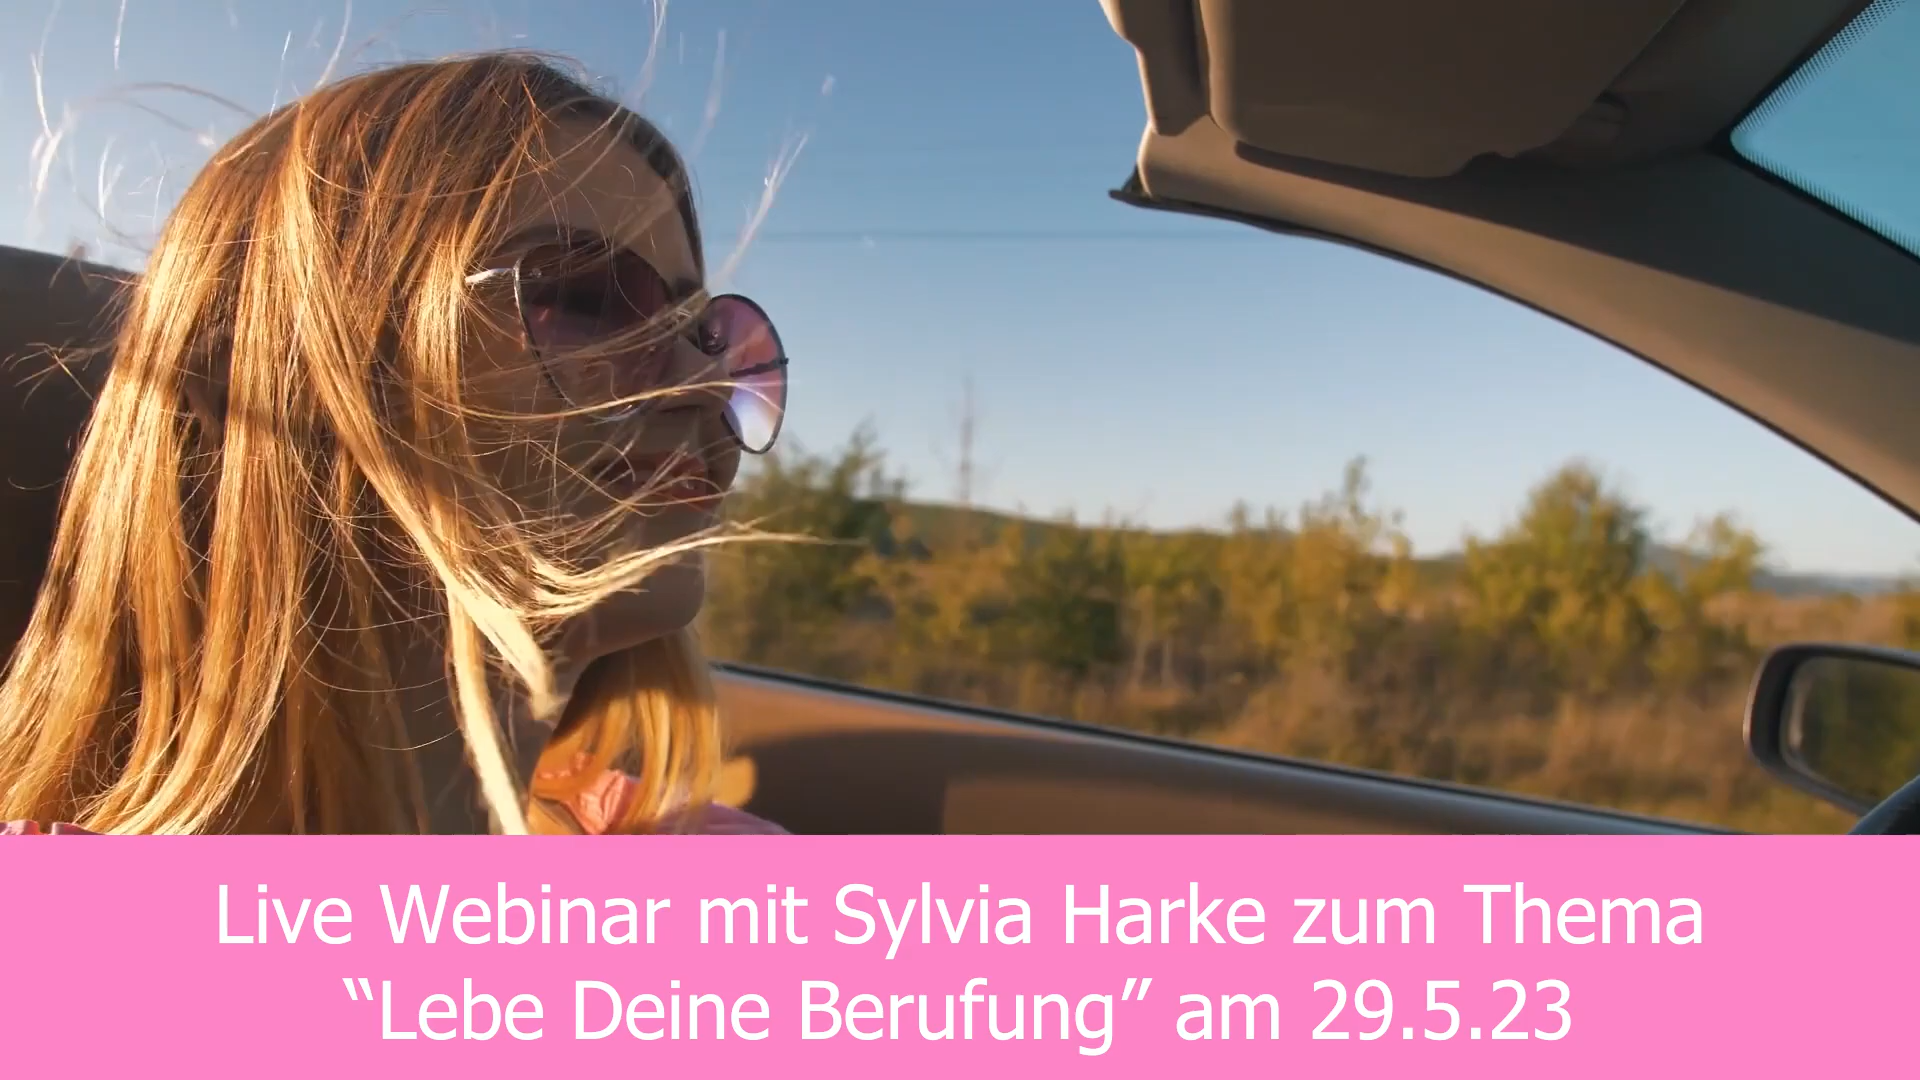 Live Webinar mit Sylvia Harke zum Thema
“Lebe Deine Berufung” am 29.5.23